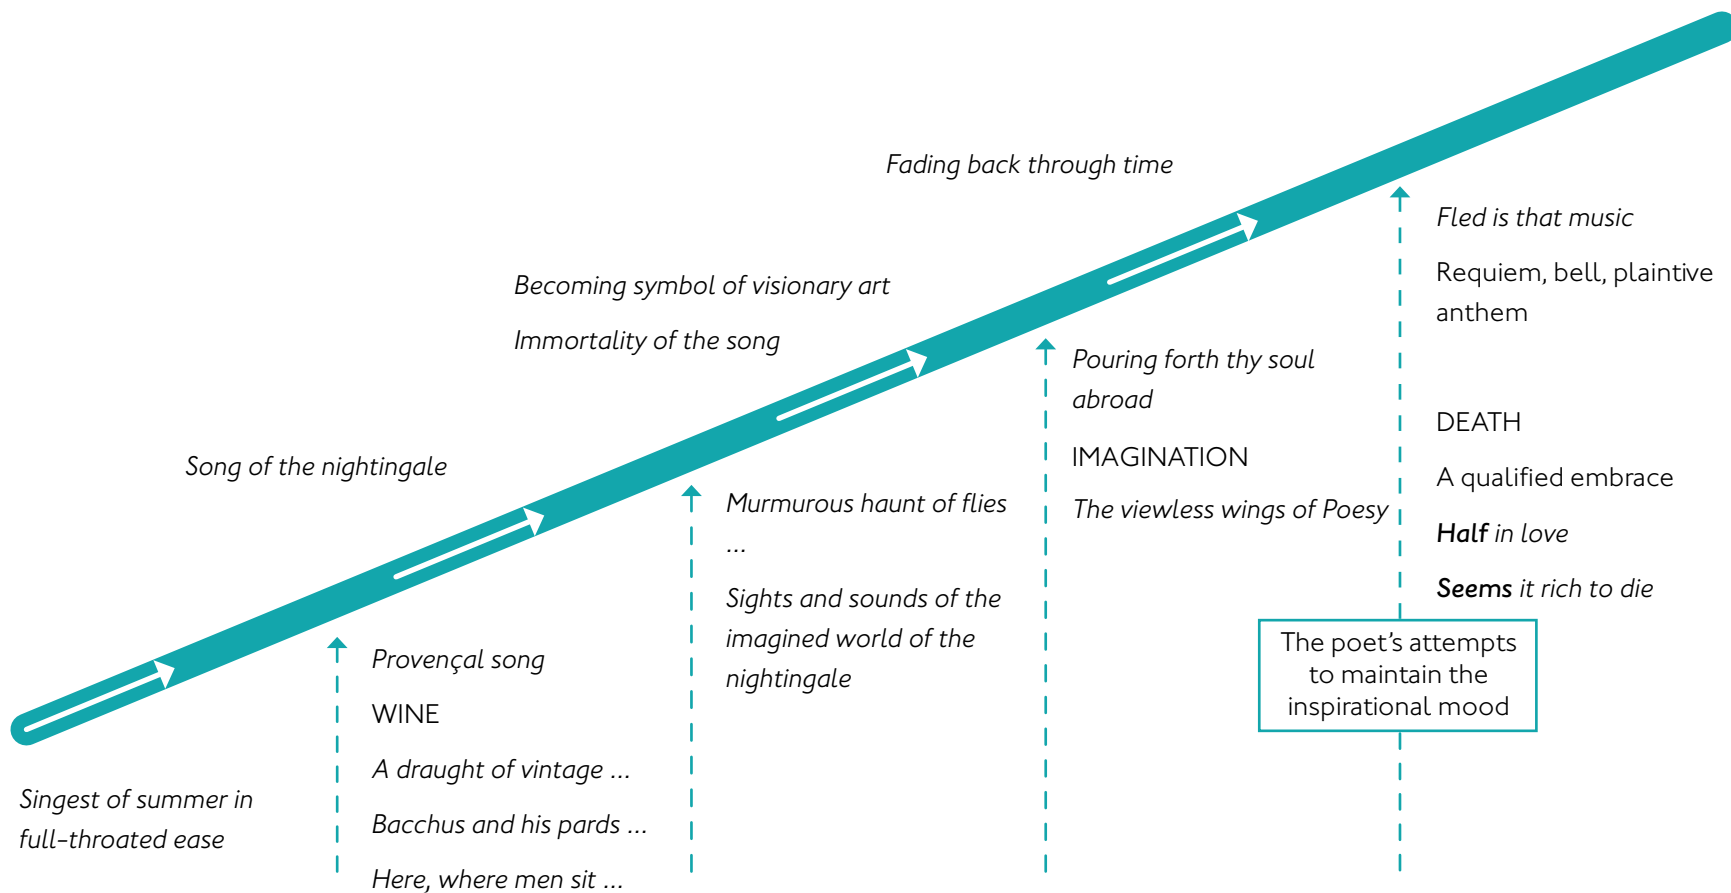 Fading back through time
Becoming symbol of visionary art
Immortality of the song
Song of the nightingale
Singest of summer in
full-throated ease
Provençal song
WINE
A draught of vintage ...
Bacchus and his pards ...
Here, where men sit ...
Murmurous haunt of flies
...
Sights and sounds of the
imagined world of the
nightingale
Pouring forth thy soul
abroad
IMAGINATION
The viewless wings of Poesy
Fled is that music
Requiem, bell, plaintive
anthem
DEATH
A qualified embrace
Half in love
Seems it rich to die
The poet’s attempts
to maintain the
inspirational mood